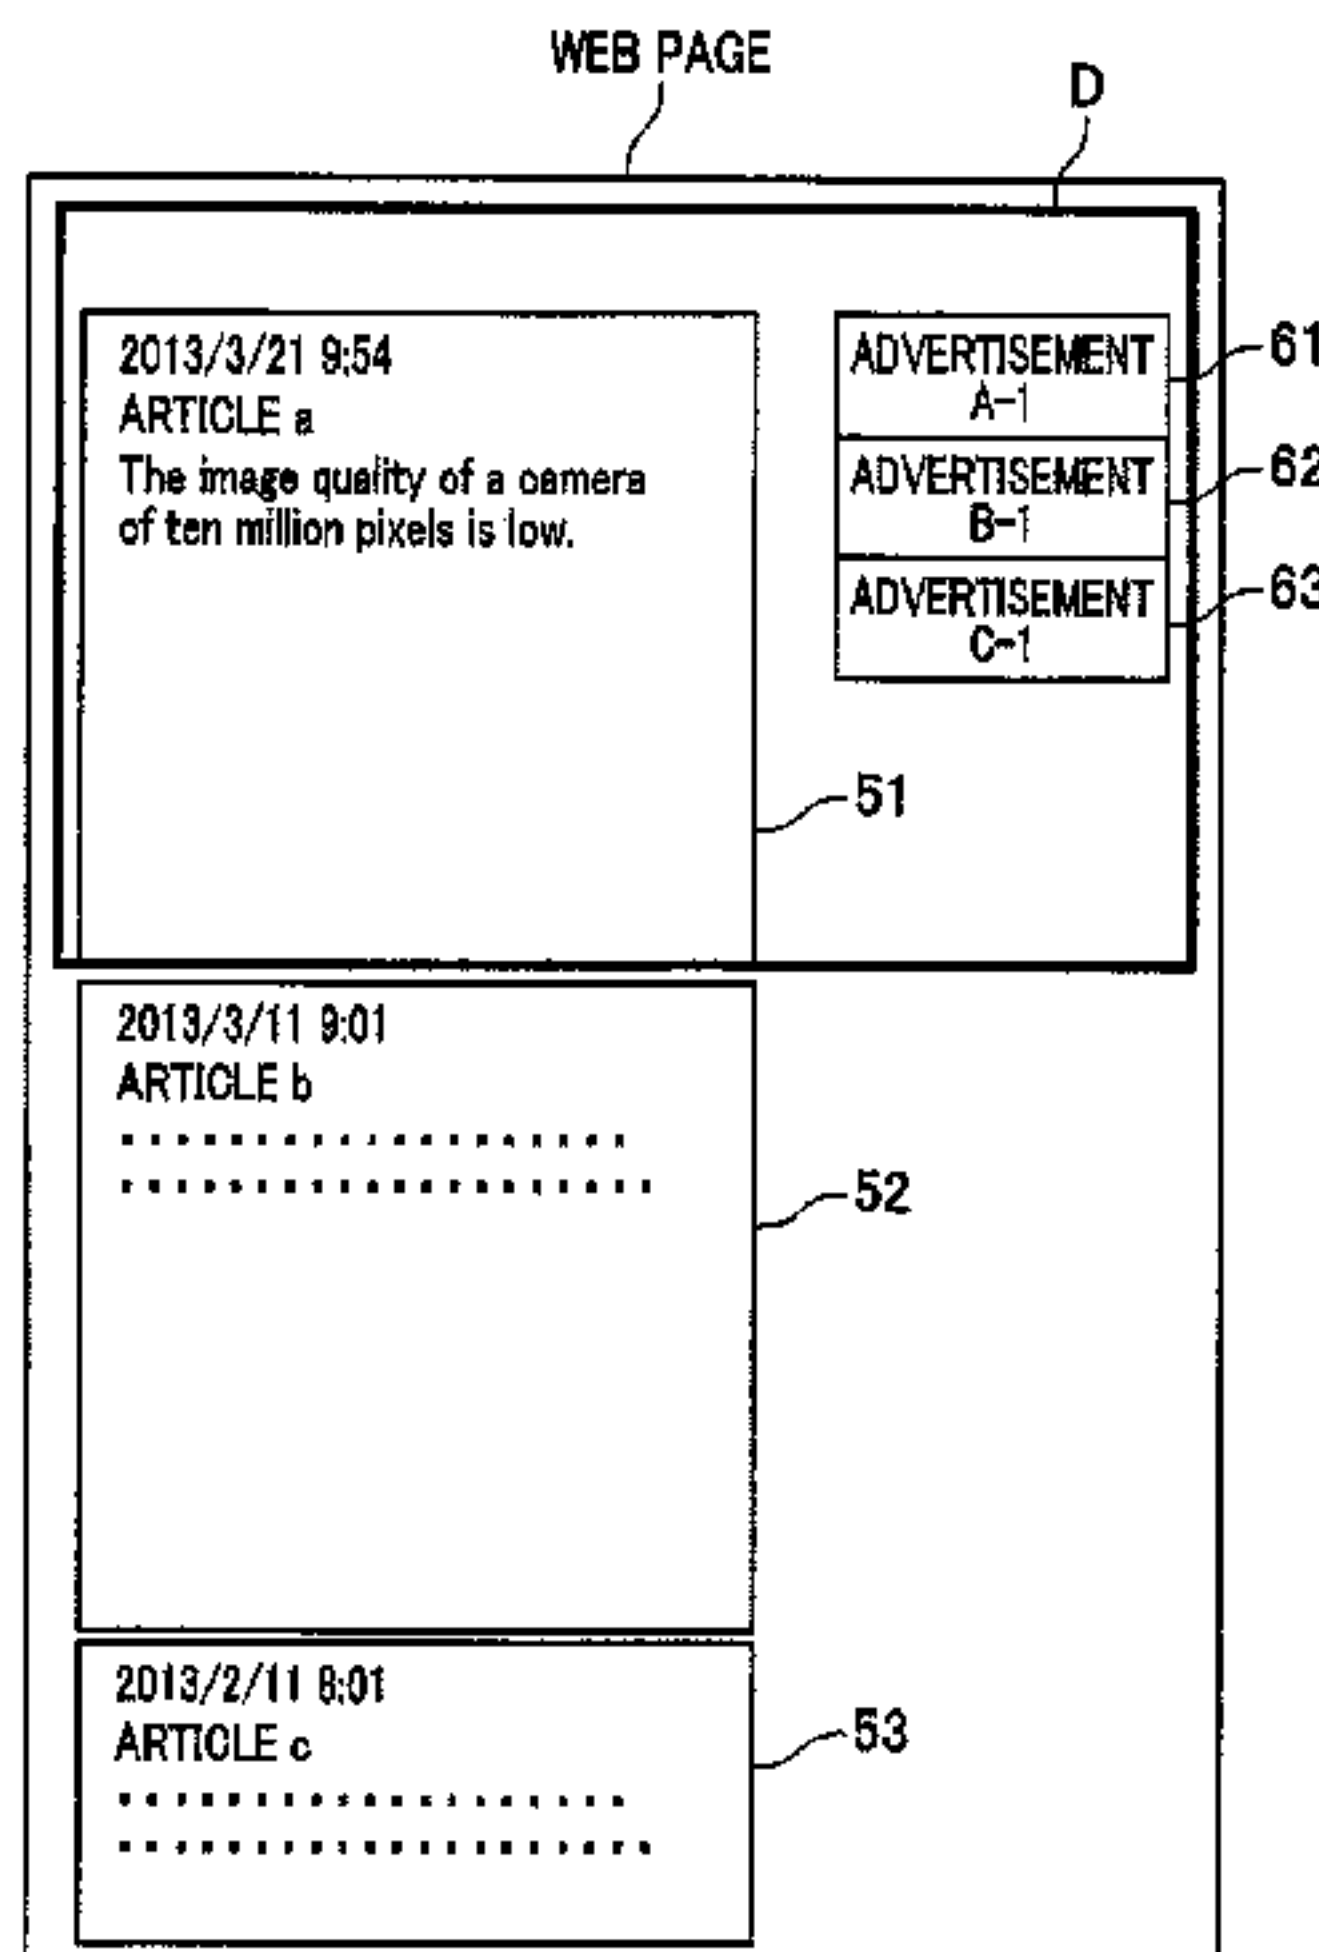 WEB PAGE
D
2013/3/21 9:54
ARTICLE a
The image quality of a camera
of ten million pixels is low.
ADVERTISEMENT
A-1
61
ADVERTISEMENT
B-1
62
ADVERTISEMENT
C-1
63
51
2013/3/11 9:01
ARTICLE b
52
2013/2/11 8:01
ARTICLE c
53